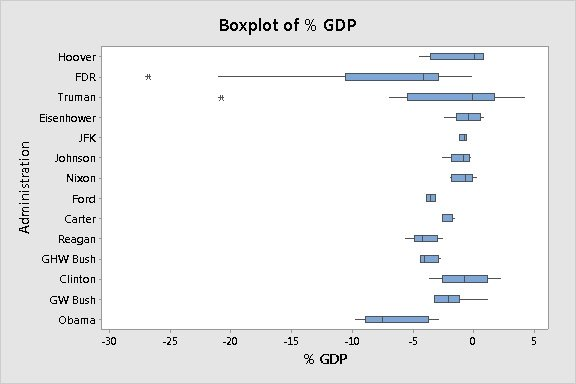 Boxplot of % GDP
Administration
Hoover
FDR
Truman
Eisenhower
JFK
Johnson
Nixon
Ford
Carter
Reagan
GHW Bush
Clinton
GW Bush
Obama
-30 -25 -20 -15 -10 -5 0 5
% GDP